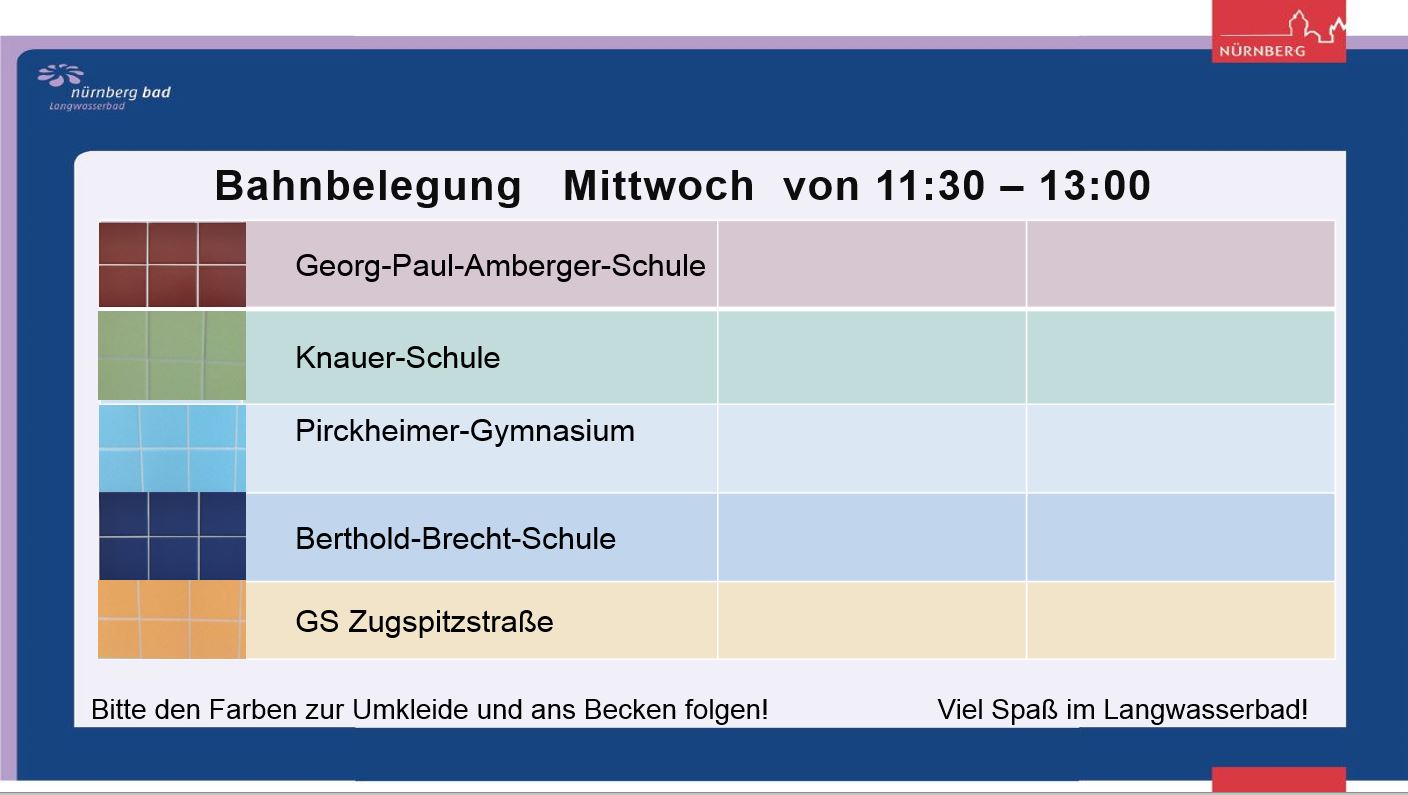 NÜRNBERG
nürnberg bad
Langwasserbad
Bahnbelegung Mittwoch von 11:30 – 13:00
Georg-Paul-Amberger-Schule
Knauer-Schule
Pirckheimer-Gymnasium
Berthold-Brecht-Schule
GS Zugspitzstraße
Bitte den Farben zur Umkleide und ans Becken folgen! Viel Spaß im Langwasserbad!